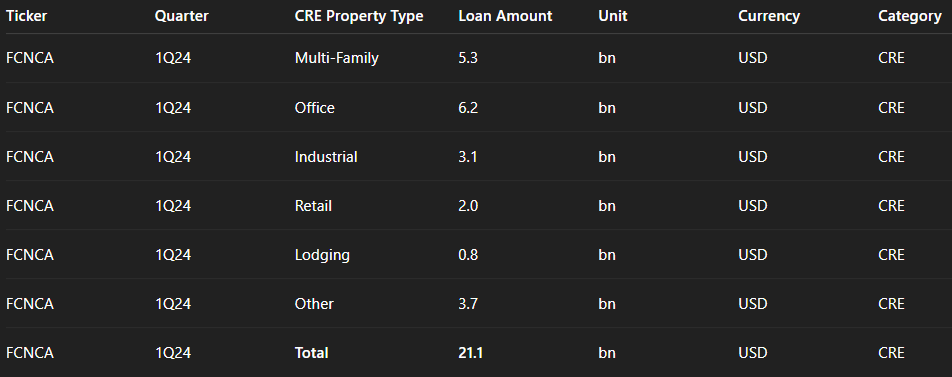 Ticker Quarter CRE Property Type Loan Amount Unit Currency Category
FCNCA 1Q24 Multi-Family 5.3 bn USD CRE
FCNCA 1Q24 Office 6.2 bn USD CRE
FCNCA 1Q24 Industrial 3.1 bn USD CRE
FCNCA 1Q24 Retail 2.0 bn USD CRE
FCNCA 1Q24 Lodging 0.8 bn USD CRE
FCNCA 1Q24 Other 3.7 bn USD CRE
FCNCA 1Q24 Total 21.1 bn USD CRE